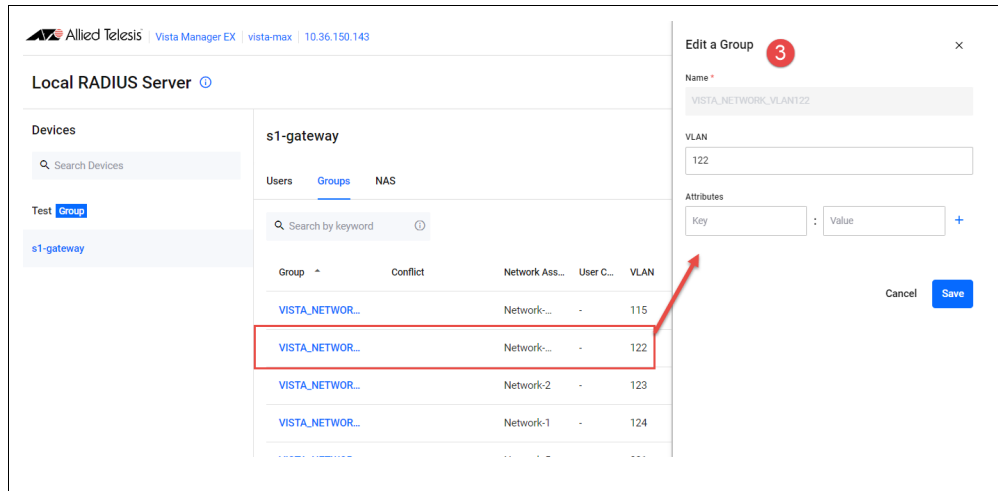 Allied Telesis Vista Manager EX vista-max 10.36.150.143
Local RADIUS Server
Devices
Search Devices
Test Group
s1-gateway
s1-gateway
Users Groups NAS
Search by keyword
Group Conflict Network Ass... User C... VLAN
VISTA_NETWOR... Network-... - 115
VISTA_NETWOR... Network-... - 122
VISTA_NETWOR... Network-2 - 123
VISTA_NETWOR... Network-1 - 124
Edit a Group 3
Name *
VISTA_NETWORK_VLAN122
VLAN
122
Attributes
Key : Value +
Cancel Save